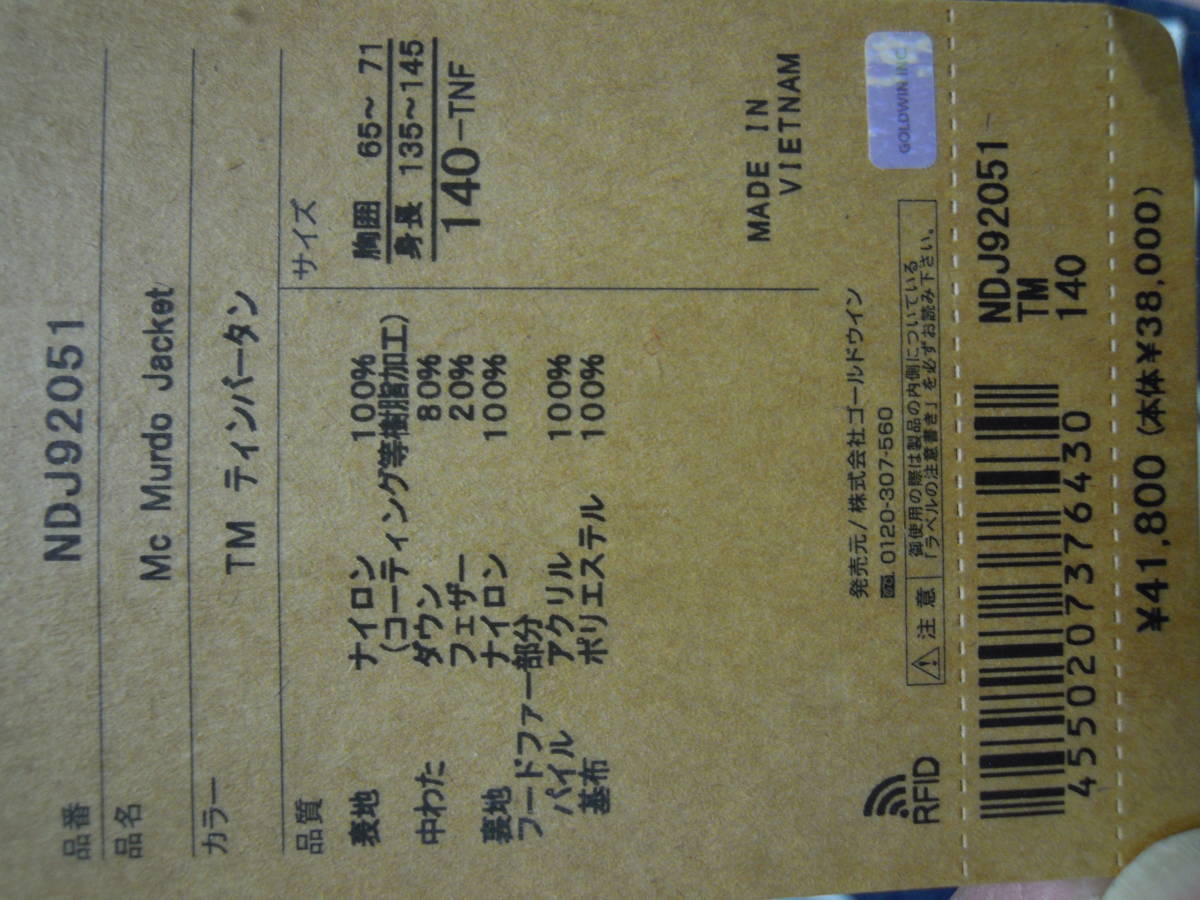 品番 NDJ92051
品名 Mc Murdo Jacket
カラー TM ティンバータン
品質
表地 ナイロン 100%
(コーティング等樹脂加工)
中わた ダウン 80%
フェザー 20%
裏地 ナイロン 100%
フードファー部分
パイル アクリル 100%
基布 ポリエステル 100%
サイズ
胸囲 65~ 71
身長 135~145
140-TNF
MADE IN
VIETNAM
発売元/株式会社ゴールドウイン
0120-307-560
注意 御使用の際は製品の内側についている
「ラベルの注意書き」を必ずお読み下さい。
GOLDWIN INC.
RFID
NDJ92051
TM
140
4550207376430
¥41,800 (本体¥38,000)